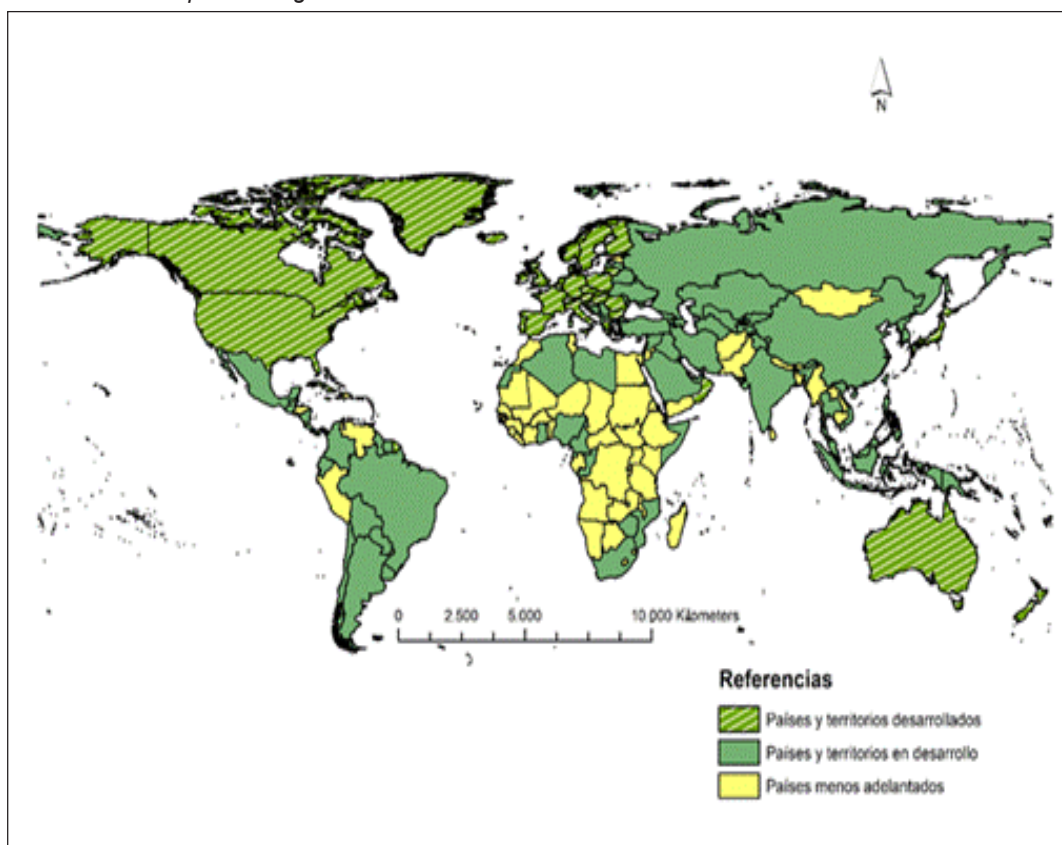 N
0 2.500 5.000 10.000 Kilometers
Referencias
Países y territorios desarrollados
Países y territorios en desarrollo
Países menos adelantados